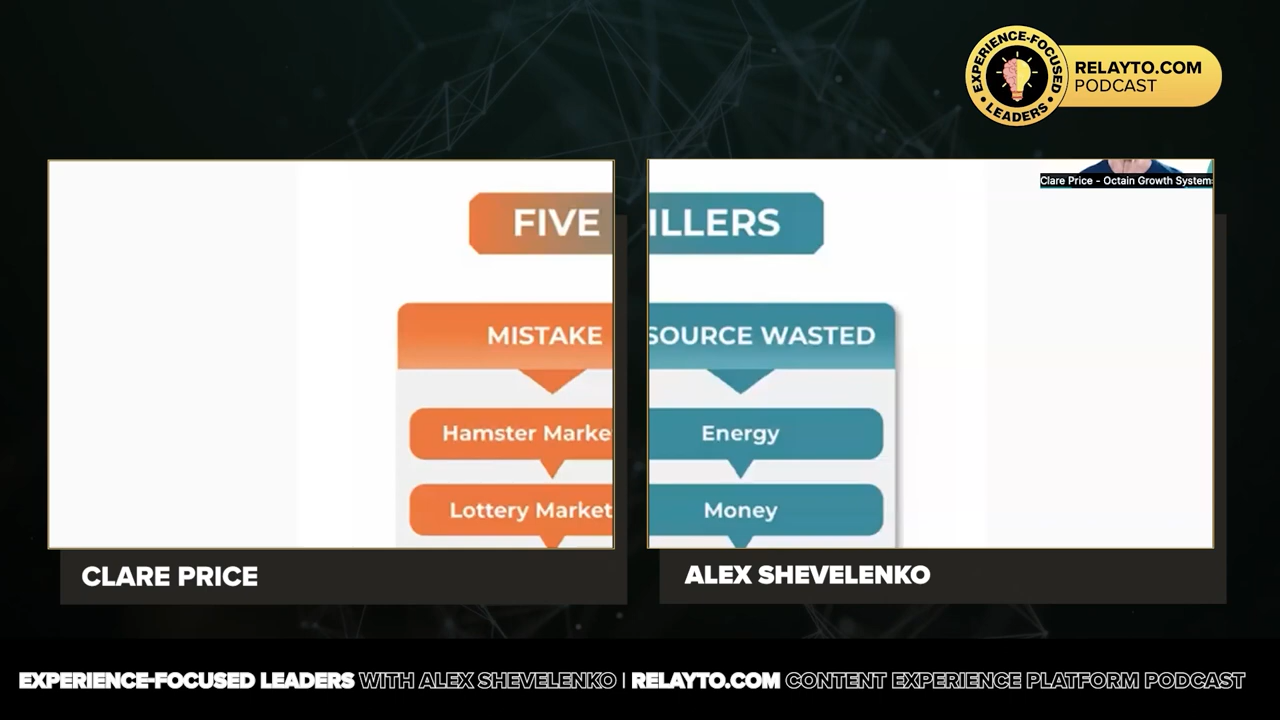 EXPERIENCE-FOCUSED
LEADERS
RELAYTO.COM
PODCAST
Clare Price - Octain Growth System
FIVE
ILLERS
MISTAKE
SOURCE WASTED
Hamster Marke
Energy
Lottery Market
Money
CLARE PRICE
ALEX SHEVELENKO
EXPERIENCE-FOCUSED LEADERS WITH ALEX SHEVELENKO | RELAYTO.COM CONTENT EXPERIENCE PLATFORM PODCAST